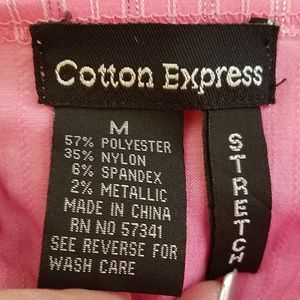 Cotton Express
M
57% POLYESTER
35% NYLON
6% SPANDEX
2% METALLIC
MADE IN CHINA
RN NO 57341
SEE REVERSE FOR
WASH CARE
STRETCH